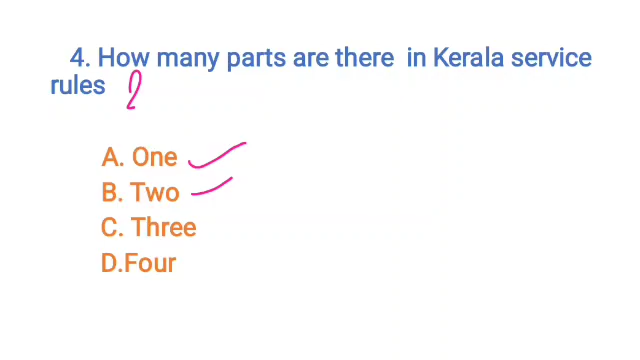 4. How many parts are there in Kerala service
rules 2
A. One
B. Two
C. Three
D.Four